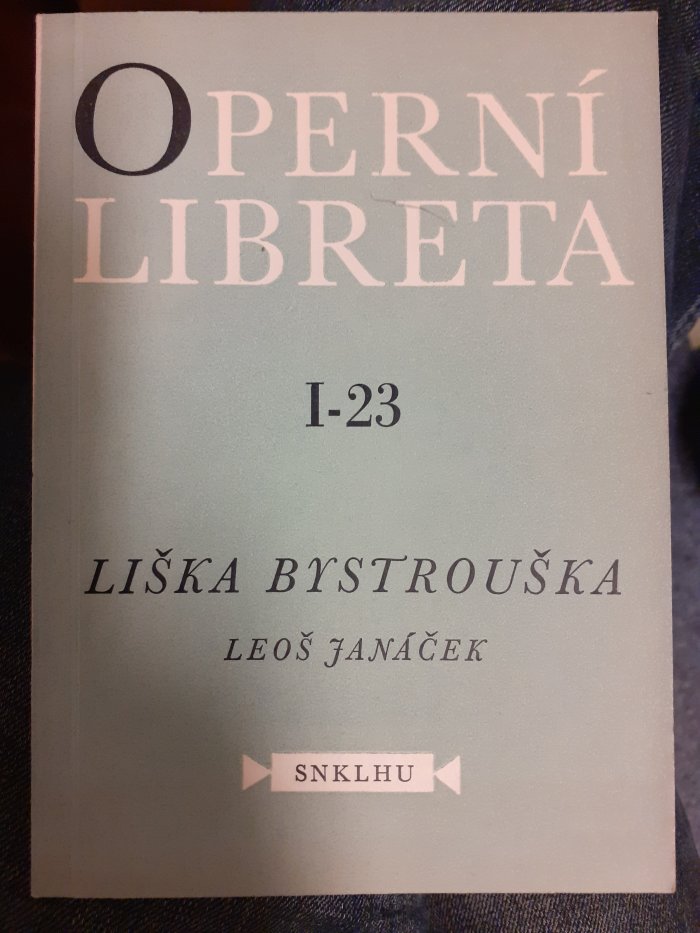 OPERNÍ
LIBRETA
I-23
LIŠKA BYSTROUŠKA
LEOŠ JANÁČEK
SNKLHU